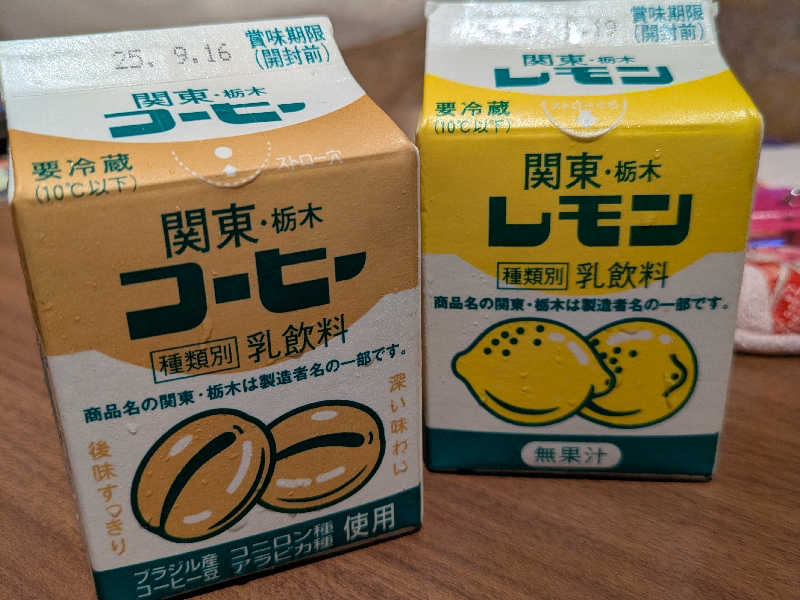 25. 9.16
賞味期限
(開封前)
関東・栃木
コーヒー
要冷蔵
(10℃以下)
ストロー穴
関東・栃木
コーヒー
種類別 乳飲料
商品名の関東・栃木は製造者名の一部です。
深い味わい
後味すっきり
ブラジル産
コーヒー豆
コニロン種
アラビカ種
使用
19
賞味期限
(開封前)
関東・栃木
レモン
要冷蔵
(10℃以下)
関東・栃木
レモン
種類別 乳飲料
商品名の関東・栃木は製造者名の一部です。
無果汁